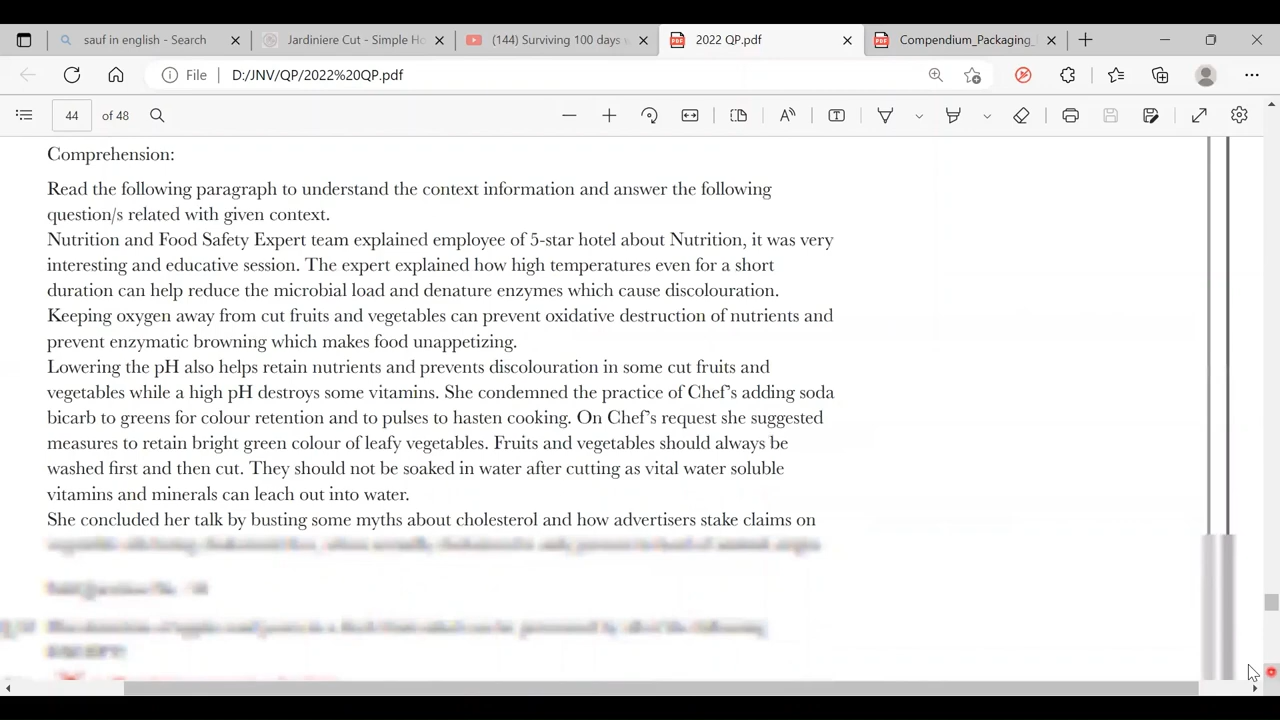 sauf in english - Search
Jardiniere Cut - Simple Ho
(144) Surviving 100 days
2022 QP.pdf
Compendium_Packaging_
File D:/JNV/QP/2022%20QP.pdf
44 of 48
Comprehension:
Read the following paragraph to understand the context information and answer the following
question/s related with given context.
Nutrition and Food Safety Expert team explained employee of 5-star hotel about Nutrition, it was very
interesting and educative session. The expert explained how high temperatures even for a short
duration can help reduce the microbial load and denature enzymes which cause discolouration.
Keeping oxygen away from cut fruits and vegetables can prevent oxidative destruction of nutrients and
prevent enzymatic browning which makes food unappetizing.
Lowering the pH also helps retain nutrients and prevents discolouration in some cut fruits and
vegetables while a high pH destroys some vitamins. She condemned the practice of Chef's adding soda
bicarb to greens for colour retention and to pulses to hasten cooking. On Chef's request she suggested
measures to retain bright green colour of leafy vegetables. Fruits and vegetables should always be
washed first and then cut. They should not be soaked in water after cutting as vital water soluble
vitamins and minerals can leach out into water.
She concluded her talk by busting some myths about cholesterol and how advertisers stake claims on